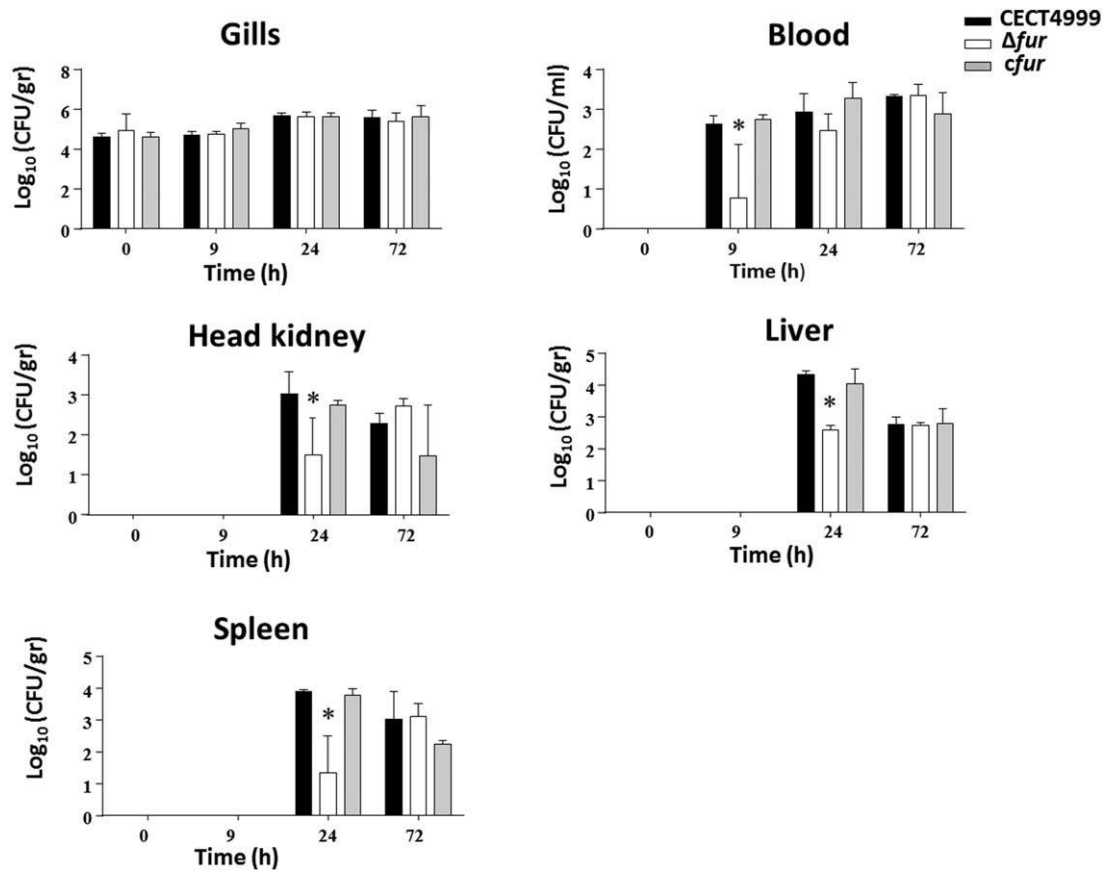 Gills
Log₁₀ (CFU/gr)
8
6
4
2
0
0 9 24 72
Time (h)
Blood
Log₁₀ (CFU/ml)
4
3
2
1
0
*
0 9 24 72
Time (h)
CECT4999
Δfur
cfur
Head kidney
Log₁₀ (CFU/gr)
4
3
2
1
0
*
0 9 24 72
Time (h)
Liver
Log₁₀ (CFU/gr)
5
4
3
2
1
0
*
0 9 24 72
Time (h)
Spleen
Log₁₀ (CFU/gr)
5
4
3
2
1
0
*
0 9 24 72
Time (h)